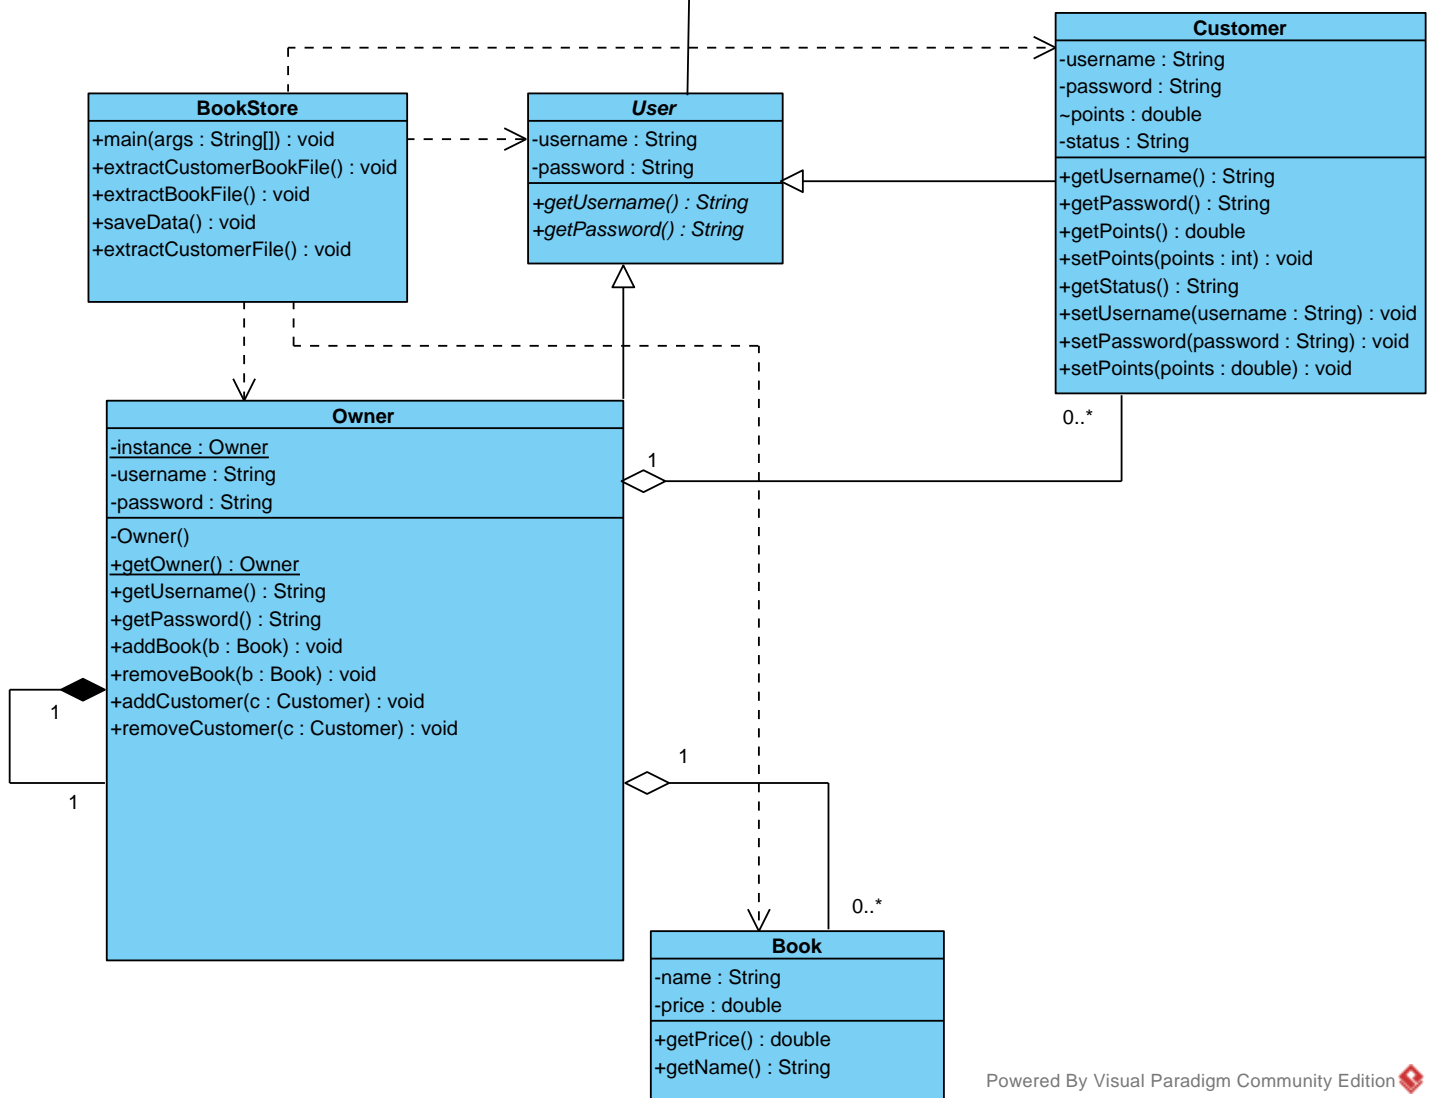 BookStore
+main(args : String[]) : void
+extractCustomerBookFile() : void
+extractBookFile() : void
+saveData() : void
+extractCustomerFile() : void
User
-username : String
-password : String
+getUsername() : String
+getPassword() : String
Customer
-username : String
-password : String
~points : double
-status : String
+getUsername() : String
+getPassword() : String
+getPoints() : double
+setPoints(points : int) : void
+getStatus() : String
+setUsername(username : String) : void
+setPassword(password : String) : void
+setPoints(points : double) : void
0..*
1
Owner
-instance : Owner
-username : String
-password : String
-Owner()
+getOwner() : Owner
+getUsername() : String
+getPassword() : String
+addBook(b : Book) : void
+removeBook(b : Book) : void
+addCustomer(c : Customer) : void
+removeCustomer(c : Customer) : void
1
1
1
0..*
Book
-name : String
-price : double
+getPrice() : double
+getName() : String
Powered By Visual Paradigm Community Edition